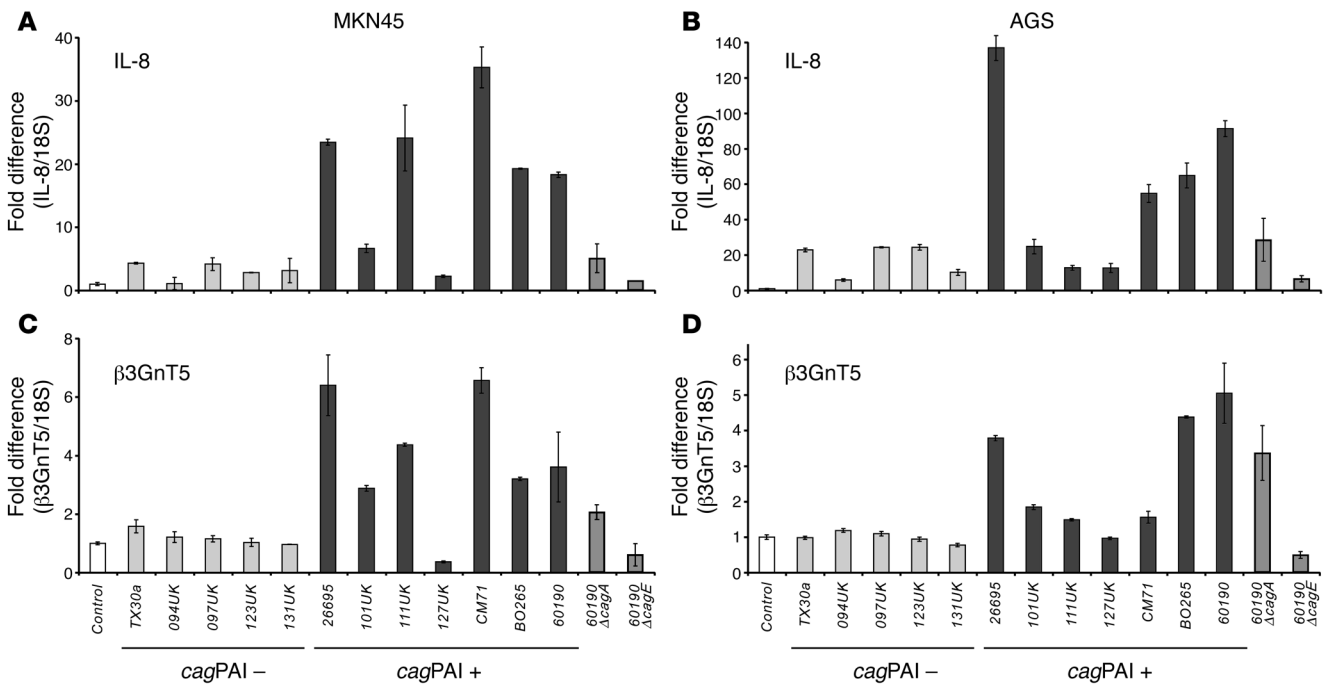 A
MKN45
IL-8
Fold difference
(IL-8/18S)
40
30
20
10
0
B
AGS
IL-8
Fold difference
(IL-8/18S)
140
120
100
80
60
40
20
0
C
β3GnT5
Fold difference
(β3GnT5/18S)
8
6
4
2
0
Control
TX30a
094UK
097UK
123UK
131UK
26695
101UK
111UK
127UK
CM71
BO265
60190
60190
ΔcagA
60190
ΔcagE
cagPAI –
cagPAI +
D
β3GnT5
Fold difference
(β3GnT5/18S)
6
5
4
3
2
1
0
Control
TX30a
094UK
097UK
123UK
131UK
26695
101UK
111UK
127UK
CM71
BO265
60190
60190
ΔcagA
60190
ΔcagE
cagPAI –
cagPAI +